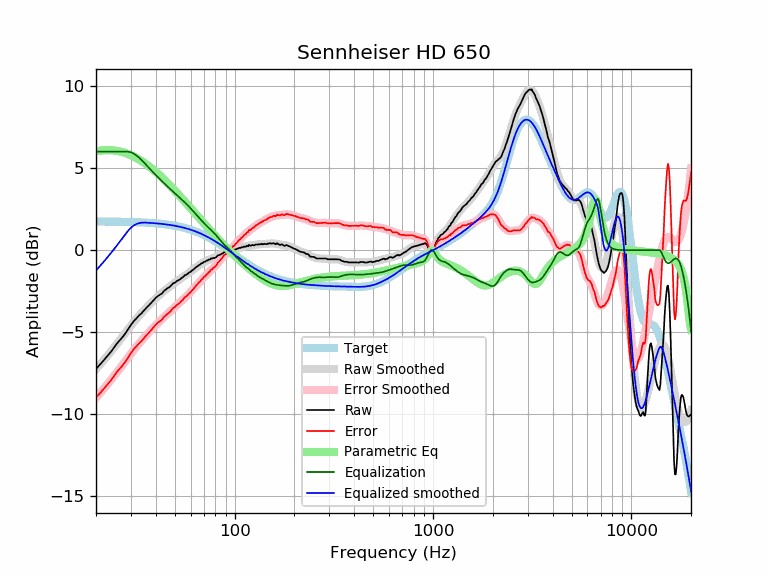 Sennheiser HD 650
Amplitude (dBr)
10
5
0
−5
−10
−15
Target
Raw Smoothed
Error Smoothed
Raw
Error
Parametric Eq
Equalization
Equalized smoothed
100
1000
10000
Frequency (Hz)